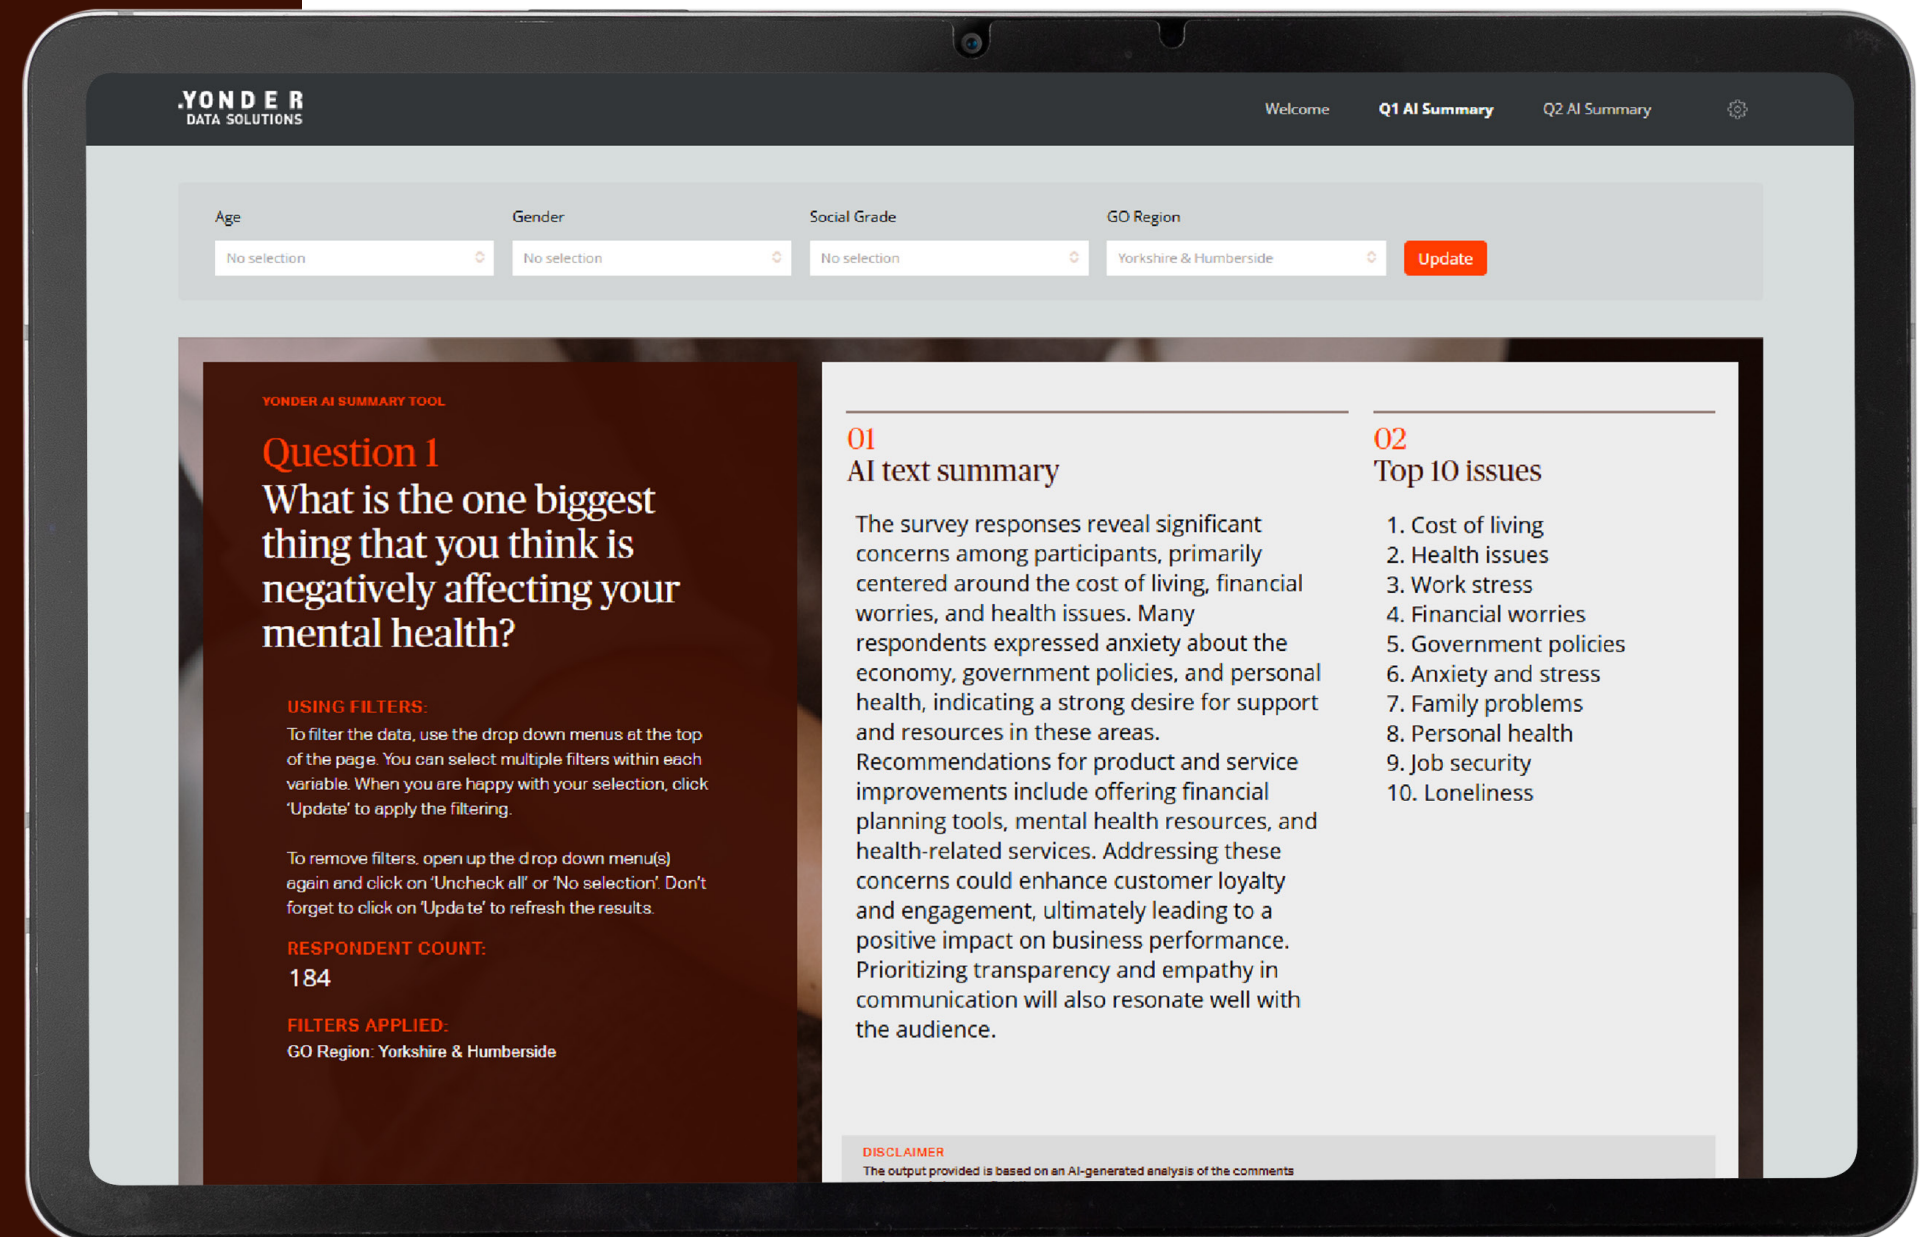 .YONDER
DATA SOLUTIONS
Welcome
Q1 AI Summary
Q2 AI Summary
Age
Gender
Social Grade
GO Region
No selection
No selection
No selection
Yorkshire & Humberside
Update
YONDER AI SUMMARY TOOL
Question 1
What is the one biggest
thing that you think is
negatively affecting your
mental health?
USING FILTERS:
To filter the data, use the drop down menus at the top
of the page. You can select multiple filters within each
variable. When you are happy with your selection, click
'Update' to apply the filtering.
To remove filters, open up the drop down menu(s)
again and click on 'Uncheck all' or 'No selection'. Don't
forget to click on 'Update' to refresh the results.
RESPONDENT COUNT:
184
FILTERS APPLIED:
GO Region: Yorkshire & Humberside
01
AI text summary
The survey responses reveal significant
concerns among participants, primarily
centered around the cost of living, financial
worries, and health issues. Many
respondents expressed anxiety about the
economy, government policies, and personal
health, indicating a strong desire for support
and resources in these areas.
Recommendations for product and service
improvements include offering financial
planning tools, mental health resources, and
health-related services. Addressing these
concerns could enhance customer loyalty
and engagement, ultimately leading to a
positive impact on business performance.
Prioritizing transparency and empathy in
communication will also resonate well with
the audience.
02
Top 10 issues
1. Cost of living
2. Health issues
3. Work stress
4. Financial worries
5. Government policies
6. Anxiety and stress
7. Family problems
8. Personal health
9. Job security
10. Loneliness
DISCLAIMER
The output provided is based on an AI-generated analysis of the comments